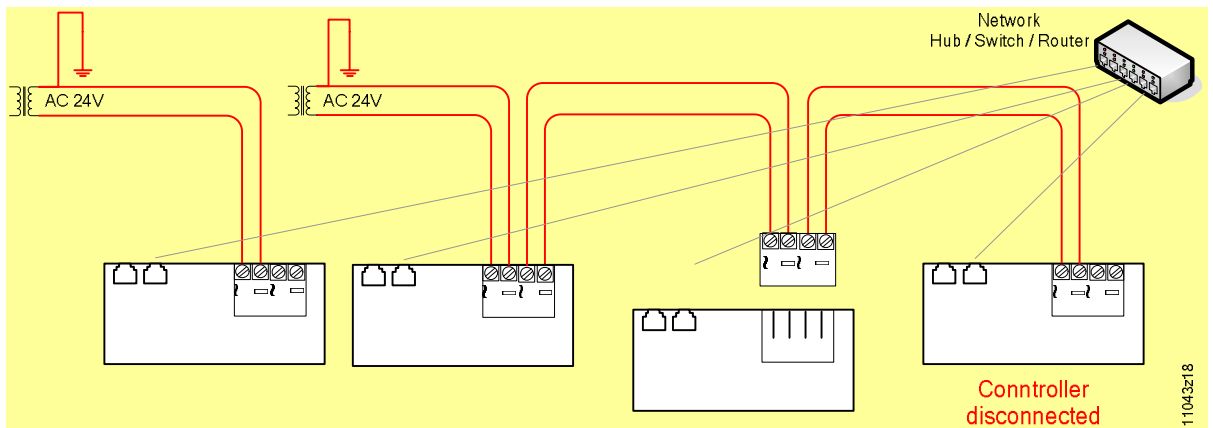 Network
Hub / Switch / Router
AC 24V
AC 24V
Conntroller
disconnected
11043z18